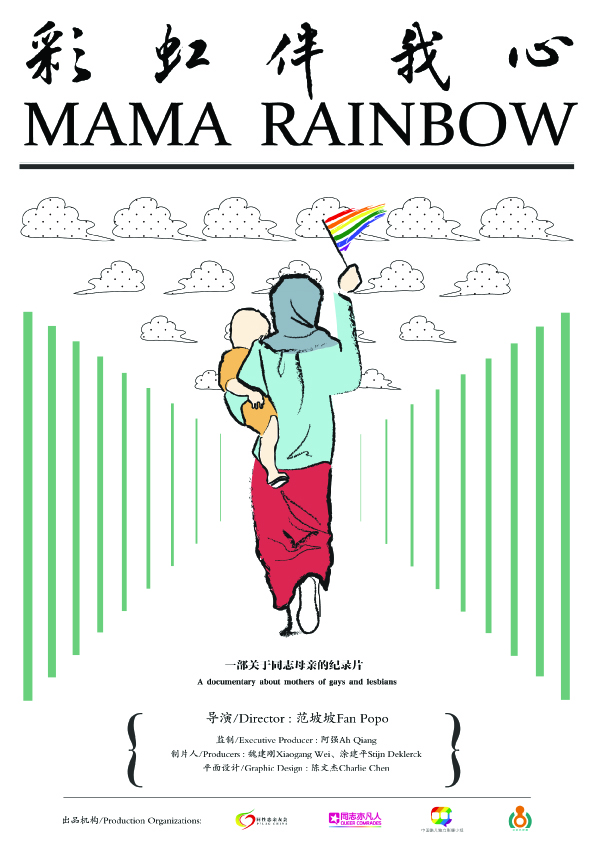 彩虹伴我心
MAMA RAINBOW
一部关于同志母亲的纪录片
A documentary about mothers of gays and lesbians
导演/Director : 范坡坡Fan Popo
监制/Executive Producer : 阿强Ah Qiang
制片人/Producers : 魏建刚Xiaogang Wei、涂建平Stijn Deklerck
平面设计/Graphic Design : 陈文杰Charlie Chen
出品机构/Production Organizations:
同志亦凡人
QUEER COMRADES